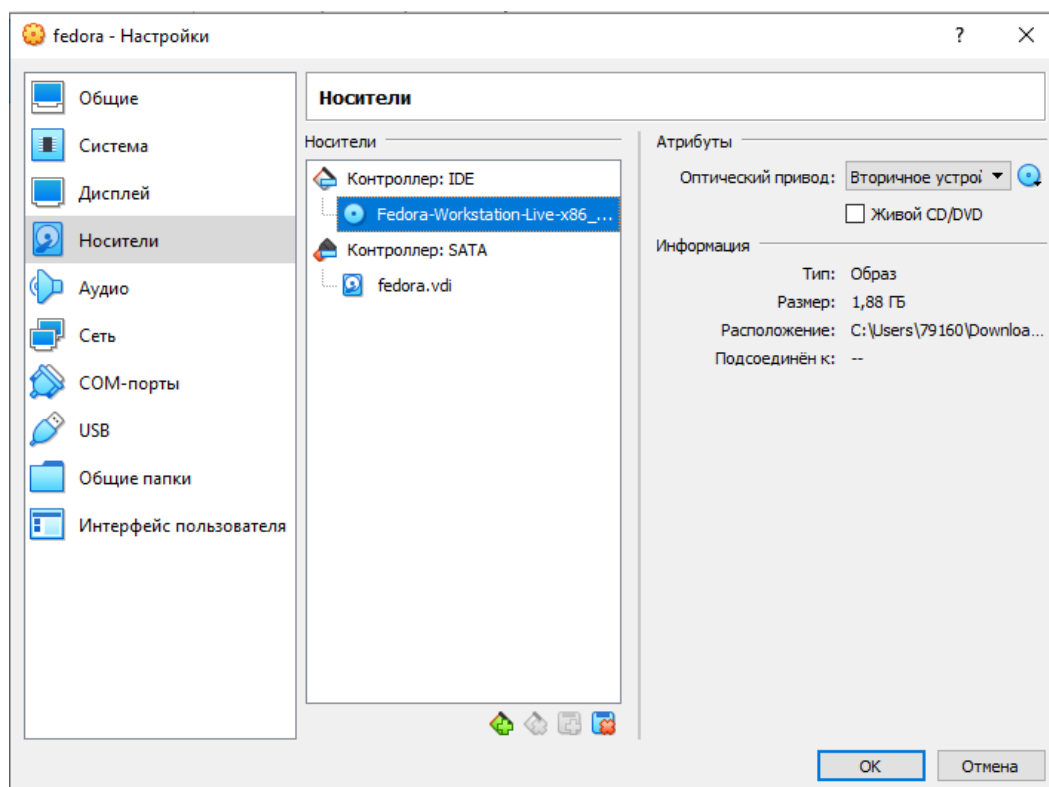 fedora - Настройки
?
Общие
Система
Дисплей
Носители
Аудио
Сеть
COM-порты
USB
Общие папки
Интерфейс пользователя
Носители
Носители
Контроллер: IDE
Fedora-Workstation-Live-x86_...
Контроллер: SATA
fedora.vdi
Атрибуты
Оптический привод: Вторичное устрой
Живой CD/DVD
Информация
Тип: Образ
Размер: 1,88 ГБ
Расположение: C:\Users\79160\Downloa...
Подсоединён к: --
OK
Отмена